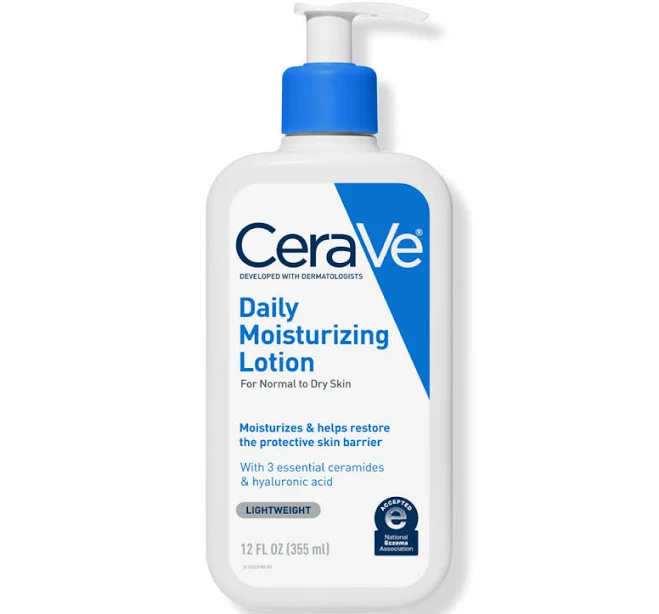 CeraVe®
DEVELOPED WITH DERMATOLOGISTS
Daily
Moisturizing
Lotion
For Normal to Dry Skin
Moisturizes & helps restore
the protective skin barrier
With 3 essential ceramides
& hyaluronic acid
LIGHTWEIGHT
12 FL OZ (355 ml)
ACCEPTED
e
National
Eczema
Association